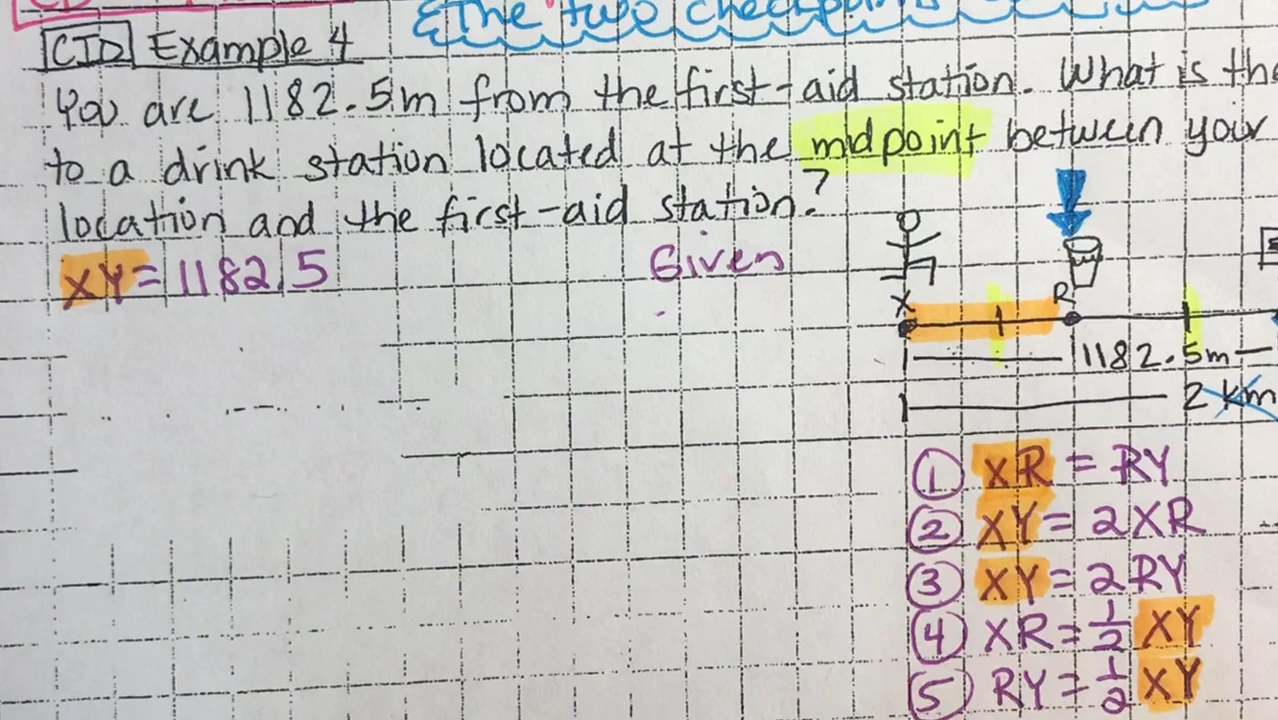 {The two checkpoint
CID Example 4
You are 1182.5m from the first-aid station. What is the
to a drink station located at the midpoint between your
location and the first-aid station?
XY = 1182.5 Given
X R
1182.5m
2 km
① XR = RY
② XY = 2XR
③ XY = 2RY
④ XR = 1/2 XY
⑤ RY = 1/2 XY